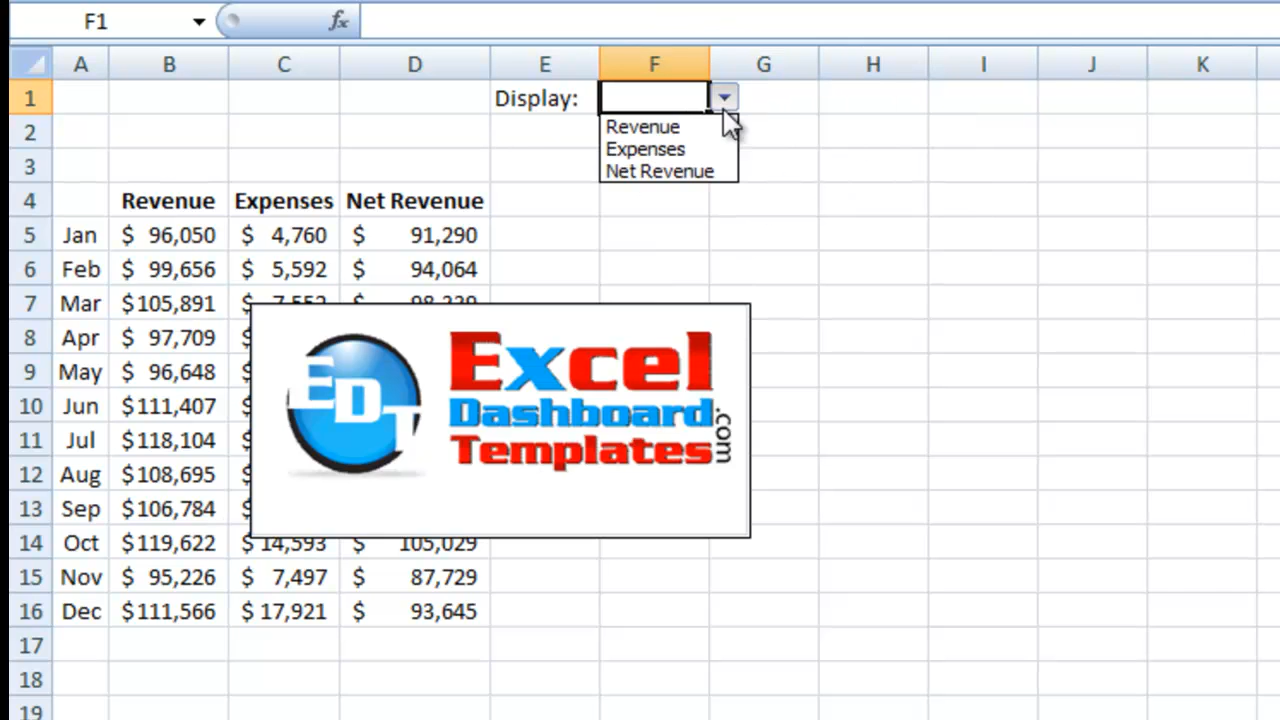 F1
fx
A B C D E F G H I J K
1 Display:
2 Revenue
Expenses
3 Net Revenue
4 Revenue Expenses Net Revenue
5 Jan $ 96,050 $ 4,760 $ 91,290
6 Feb $ 99,656 $ 5,592 $ 94,064
7 Mar $105,891 $
8 Apr $ 97,709 $
9 May $ 96,648 $
10 Jun $111,407 $
11 Jul $118,104 $
12 Aug $108,695 $
13 Sep $106,784 $
14 Oct $119,622 $ 14,593 $ 105,029
15 Nov $ 95,226 $ 7,497 $ 87,729
16 Dec $111,566 $ 17,921 $ 93,645
17
18
19
EDT
Excel
Dashboard
Templates
.com